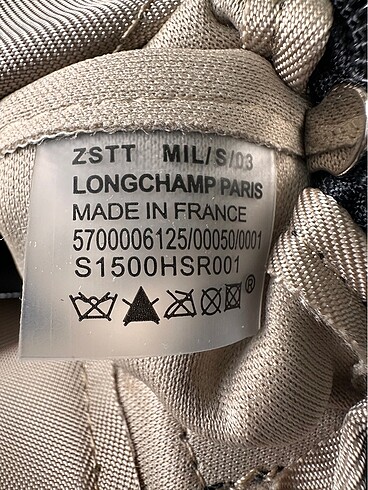 ZSTT MIL/S/03
LONGCHAMP PARIS
MADE IN FRANCE
5700006125/00050/0001
S1500HSR001
®